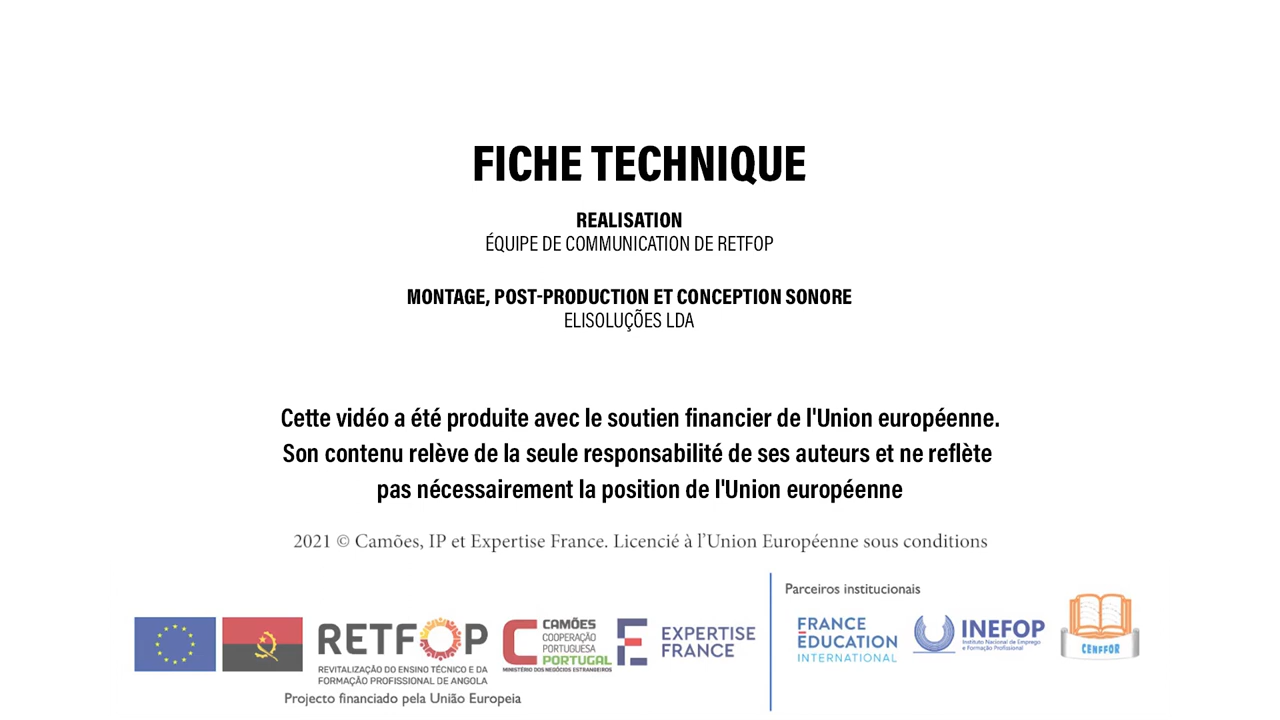 FICHE TECHNIQUE
REALISATION
ÉQUIPE DE COMMUNICATION DE RETFOP
MONTAGE, POST-PRODUCTION ET CONCEPTION SONORE
ELISOLUÇÕES LDA
Cette vidéo a été produite avec le soutien financier de l'Union européenne.
Son contenu relève de la seule responsabilité de ses auteurs et ne reflète
pas nécessairement la position de l'Union européenne
2021 © Camões, IP et Expertise France. Licencié à l’Union Européenne sous conditions
RETFOP
REVITALIZAÇÃO DO ENSINO TÉCNICO E DA
FORMAÇÃO PROFISSIONAL DE ANGOLA
Projecto financiado pela União Europeia
CAMÕES
COOPERAÇÃO
PORTUGUESA
PORTUGAL
MINISTÉRIO DOS NEGÓCIOS ESTRANGEIROS
EXPERTISE
FRANCE
Parceiros institucionais
FRANCE
ÉDUCATION
INTERNATIONAL
INEFOP
Instituto Nacional de Emprego
e Formação Profissional
CENFFOR